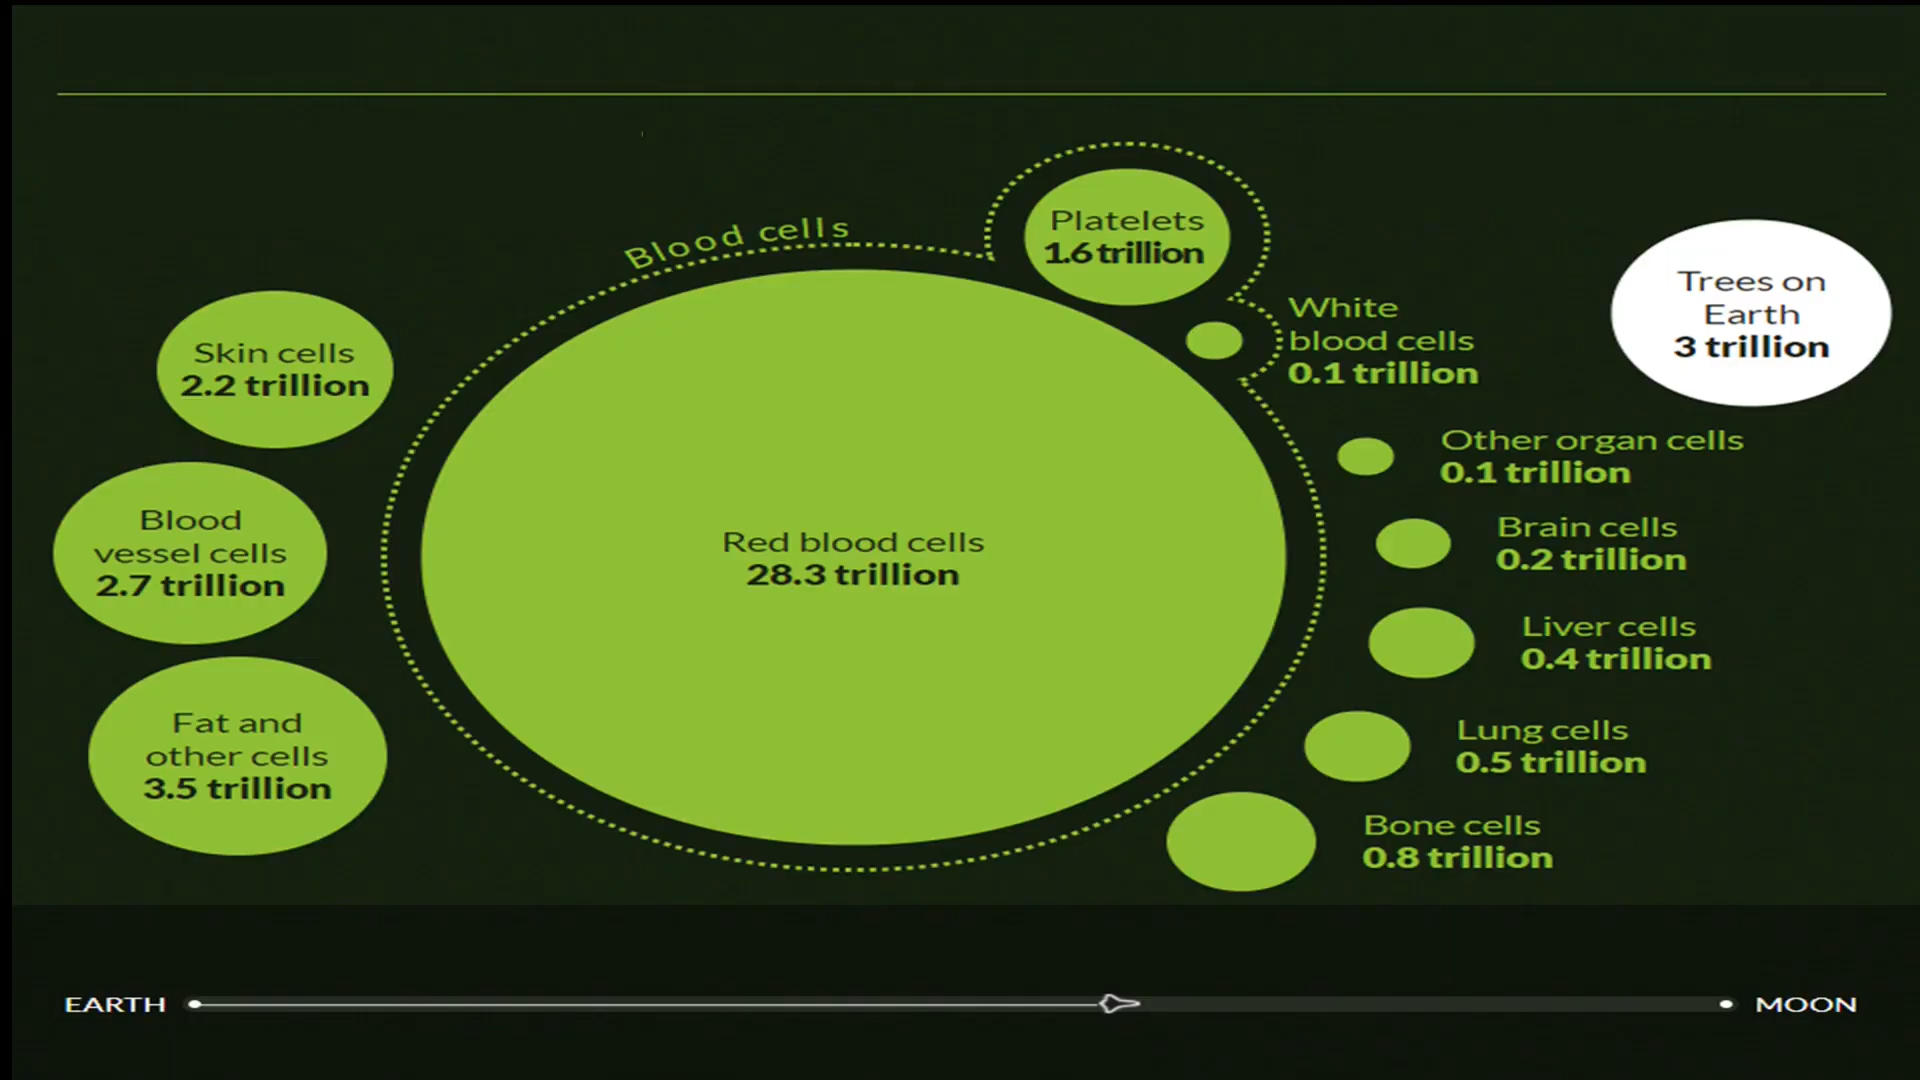 Blood cells
Platelets
1.6 trillion
White
blood cells
0.1 trillion
Trees on
Earth
3 trillion
Skin cells
2.2 trillion
Other organ cells
0.1 trillion
Blood
vessel cells
2.7 trillion
Red blood cells
28.3 trillion
Brain cells
0.2 trillion
Liver cells
0.4 trillion
Fat and
other cells
3.5 trillion
Lung cells
0.5 trillion
Bone cells
0.8 trillion
EARTH
MOON